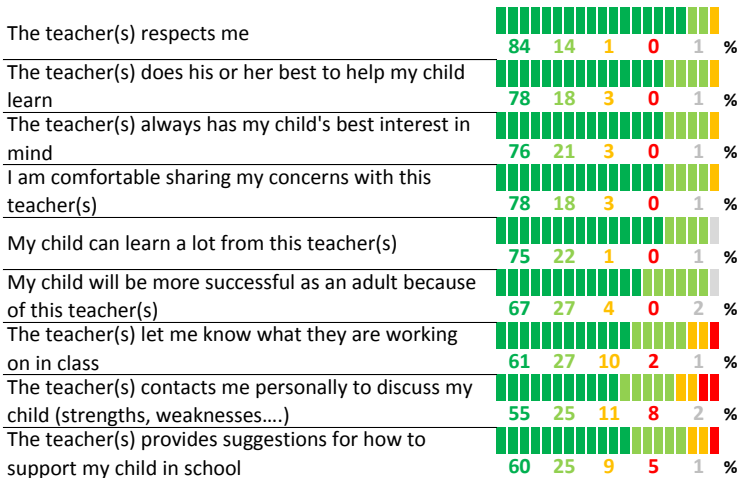 The teacher(s) respects me
84 14 1 0 1 %
The teacher(s) does his or her best to help my child
learn
78 18 3 0 1 %
The teacher(s) always has my child's best interest in
mind
76 21 3 0 1 %
I am comfortable sharing my concerns with this
teacher(s)
78 18 3 0 1 %
My child can learn a lot from this teacher(s)
75 22 1 0 1 %
My child will be more successful as an adult because
of this teacher(s)
67 27 4 0 2 %
The teacher(s) let me know what they are working
on in class
61 27 10 2 1 %
The teacher(s) contacts me personally to discuss my
child (strengths, weaknesses....)
55 25 11 8 2 %
The teacher(s) provides suggestions for how to
support my child in school
60 25 9 5 1 %